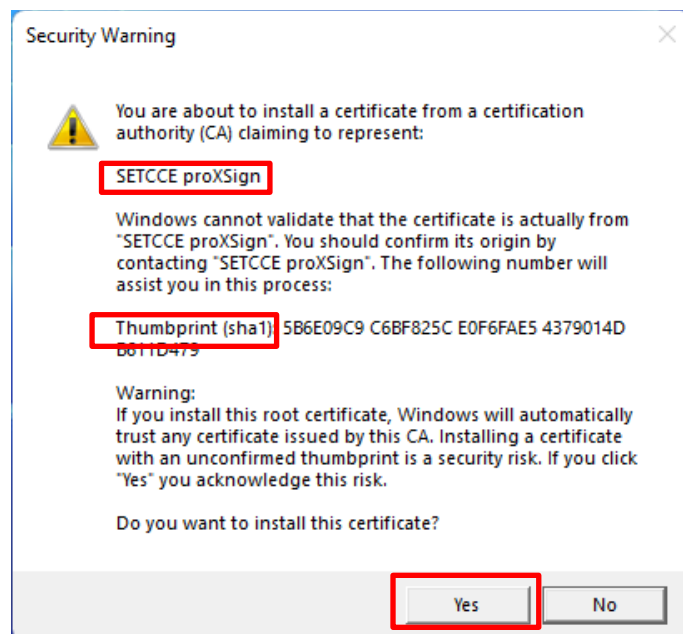 Security Warning
You are about to install a certificate from a certification
authority (CA) claiming to represent:
SETCCE proXSign
Windows cannot validate that the certificate is actually from
"SETCCE proXSign". You should confirm its origin by
contacting "SETCCE proXSign". The following number will
assist you in this process:
Thumbprint (sha1): 5B6E09C9 C6BF825C E0F6FAE5 4379014D
B611D479
Warning:
If you install this root certificate, Windows will automatically
trust any certificate issued by this CA. Installing a certificate
with an unconfirmed thumbprint is a security risk. If you click
"Yes" you acknowledge this risk.
Do you want to install this certificate?
Yes
No